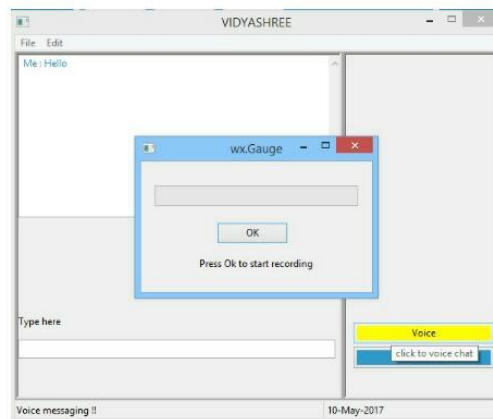 VIDYASHREE
File Edit
Me : Hello
wx.Gauge
OK
Press Ok to start recording
Type here
Voice
click to voice chat
Voice messaging !!
10-May-2017